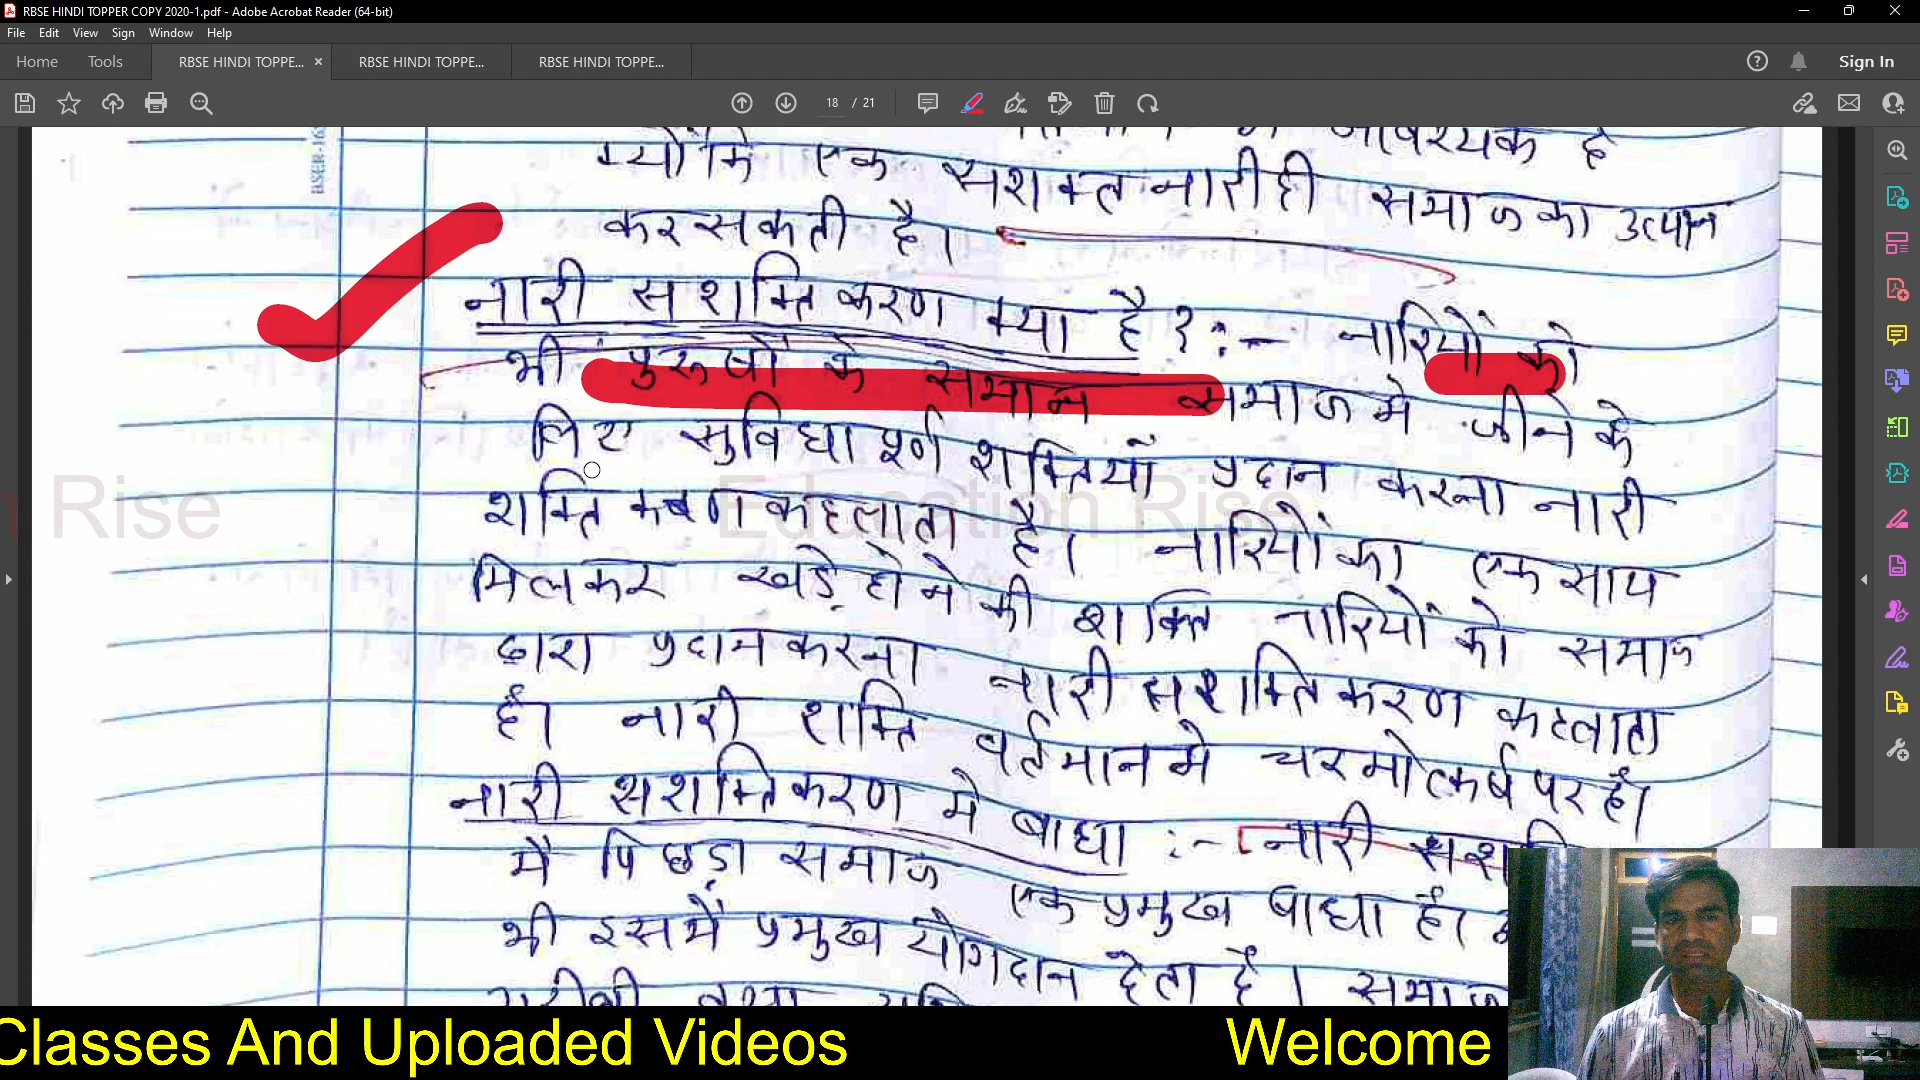 RBSE HINDI TOPPER COPY 2020-1.pdf - Adobe Acrobat Reader (64-bit)
File Edit View Sign Window Help
Home Tools RBSE HINDI TOPPE... × RBSE HINDI TOPPE... RBSE HINDI TOPPE... Sign In
18 / 21
BSER-16
आवश्यक है
क्योंकि एक सशक्त नारी ही समाज का उत्थान
कर सकती है।
नारी सशक्तिकरण क्या है? :- नारियों को
भी पुरूषों के समान समाज मे जीने के
लिए सुविधापूर्ण शक्तियाँ प्रदान करना नारी
कहलाता है। नारियों का एक साथ
मिलकर खड़े होने की शक्ति नारियों को समाज
द्वारा प्रदान करना नारी सशक्तिकरण कहलाता
है। नारी शक्ति वर्तमान मे चरमोत्कर्ष पर है।
नारी सशक्तिकरण मे बाधा :- नारी
मे पिछड़ा समाज एक प्रमुख बाधा है।
भी इसमें प्रमुख योगदान देता है। समाज
Rise Education Rise
Classes And Uploaded Videos Welcome